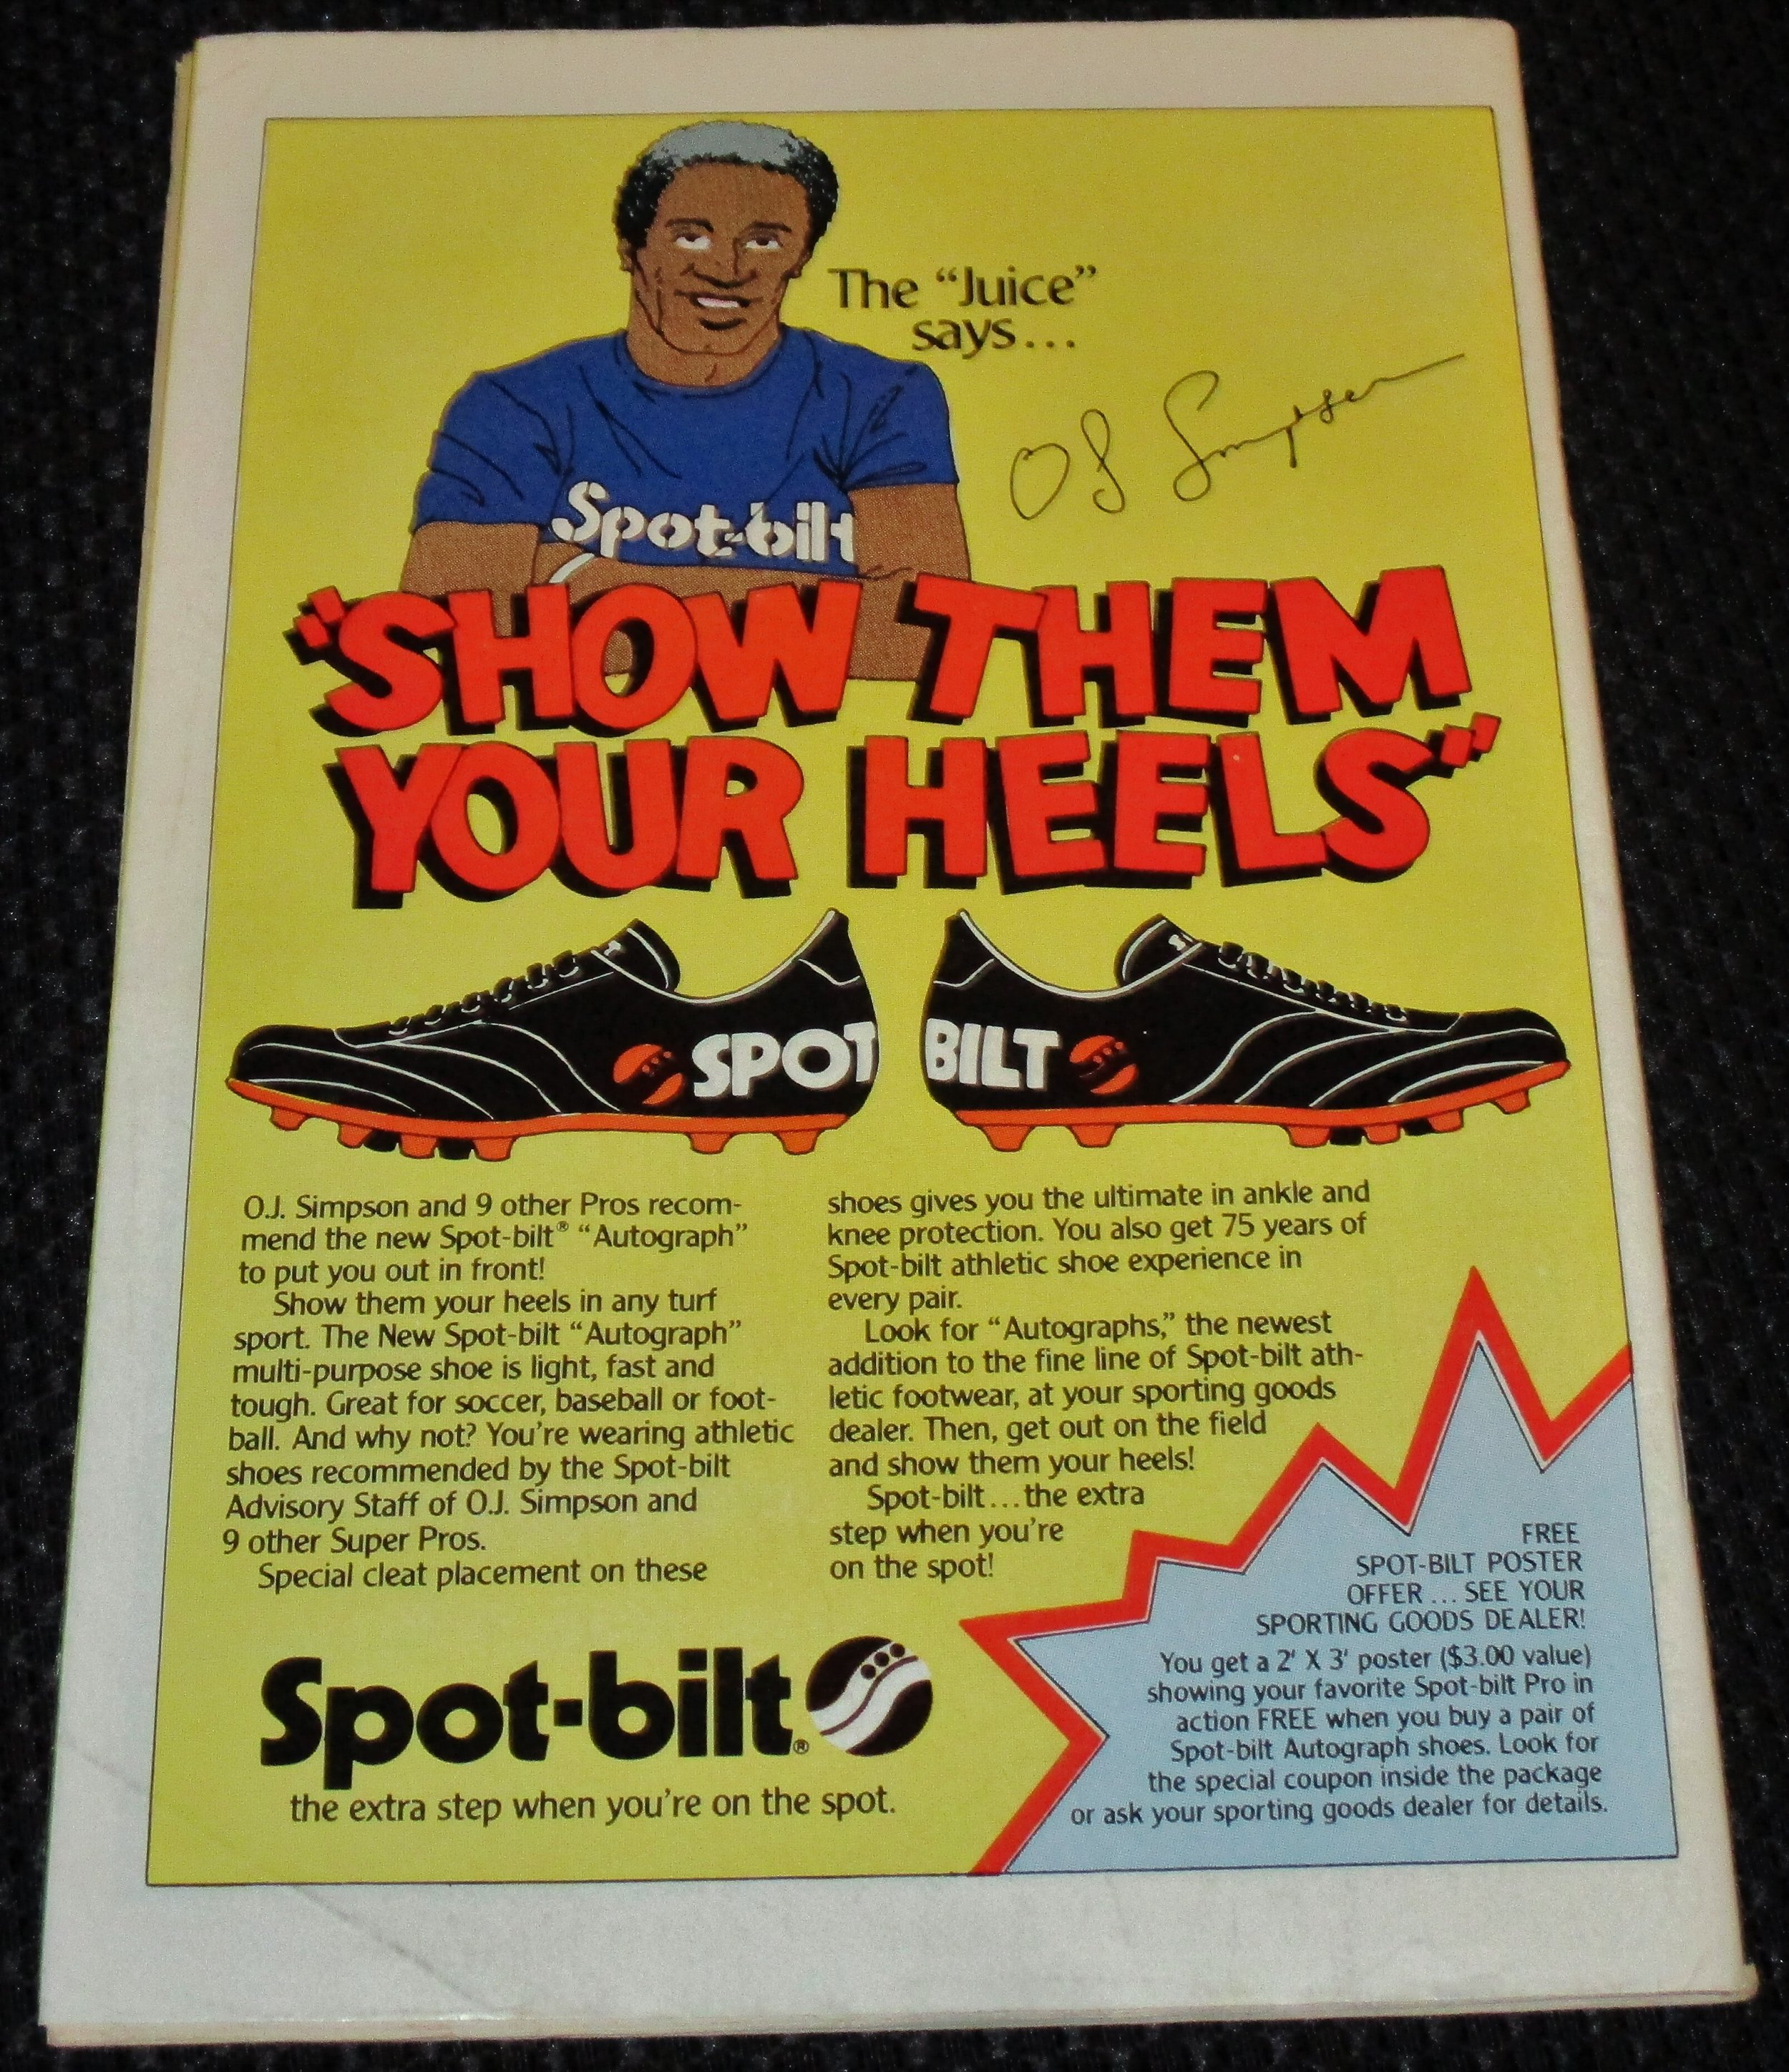 The “Juice”
says...
OJ Simpson
Spot-bilt
“SHOW THEM
YOUR HEELS”
SPOT BILT
O.J. Simpson and 9 other Pros recom-
mend the new Spot-bilt® “Autograph”
to put you out in front!
Show them your heels in any turf
sport. The New Spot-bilt “Autograph”
multi-purpose shoe is light, fast and
tough. Great for soccer, baseball or foot-
ball. And why not? You’re wearing athletic
shoes recommended by the Spot-bilt
Advisory Staff of O.J. Simpson and
9 other Super Pros.
Special cleat placement on these
shoes gives you the ultimate in ankle and
knee protection. You also get 75 years of
Spot-bilt athletic shoe experience in
every pair.
Look for “Autographs,” the newest
addition to the fine line of Spot-bilt ath-
letic footwear, at your sporting goods
dealer. Then, get out on the field
and show them your heels!
Spot-bilt...the extra
step when you’re
on the spot!
Spot-bilt®
the extra step when you’re on the spot.
FREE
SPOT-BILT POSTER
OFFER... SEE YOUR
SPORTING GOODS DEALER!
You get a 2' X 3' poster ($3.00 value)
showing your favorite Spot-bilt Pro in
action FREE when you buy a pair of
Spot-bilt Autograph shoes. Look for
the special coupon inside the package
or ask your sporting goods dealer for details.